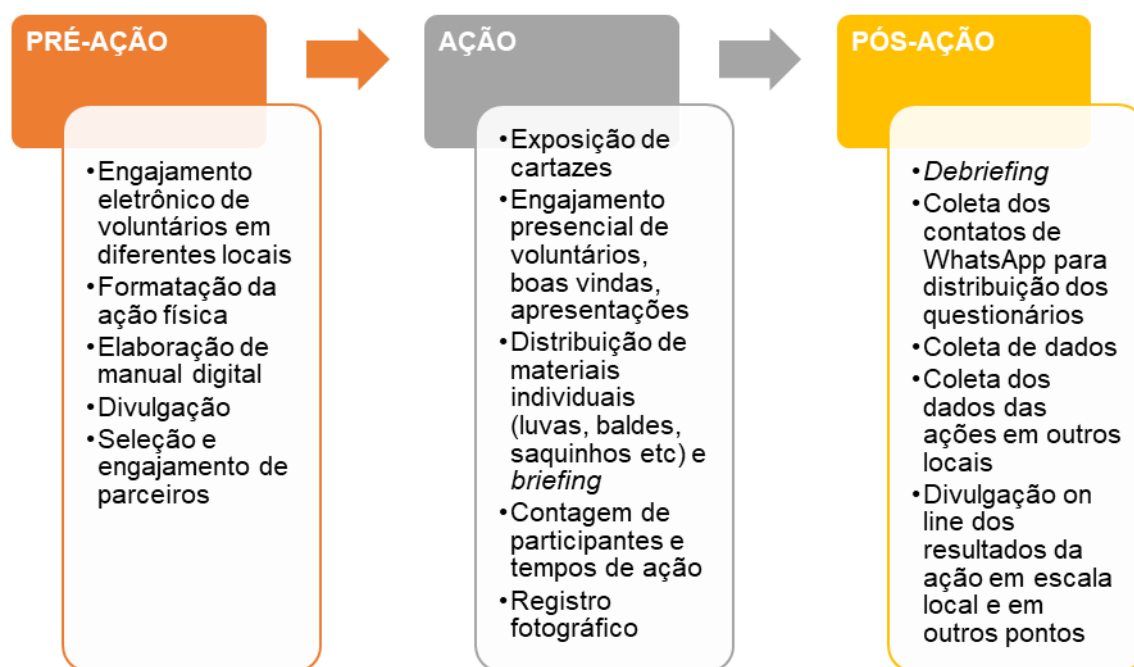 PRÉ-AÇÃO
•Engajamento
eletrônico de
voluntários em
diferentes locais
•Formatação da
ação física
•Elaboração de
manual digital
•Divulgação
•Seleção e
engajamento de
parceiros
AÇÃO
•Exposição de
cartazes
•Engajamento
presencial de
voluntários,
boas vindas,
apresentações
•Distribuição de
materiais
individuais
(luvas, baldes,
saquinhos etc) e
briefing
•Contagem de
participantes e
tempos de ação
•Registro
fotográfico
PÓS-AÇÃO
•Debriefing
•Coleta dos
contatos de
WhatsApp para
distribuição dos
questionários
•Coleta de dados
•Coleta dos
dados das
ações em outros
locais
•Divulgação on
line dos
resultados da
ação em escala
local e em
outros pontos